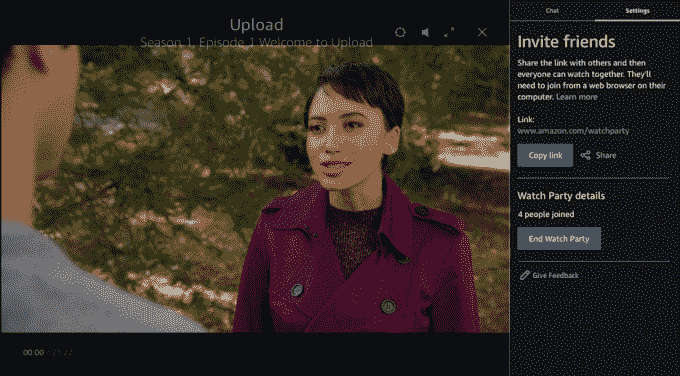 Upload
Season 1, Episode 1 Welcome to Upload
00:00
Chat
Settings
Invite friends
Share the link with others and then
everyone can watch together. They'll
need to join from a web browser on their
computer. Learn more
Link:
www.amazon.com/watchparty
Copy link
Share
Watch Party details
4 people joined
End Watch Party
Give Feedback